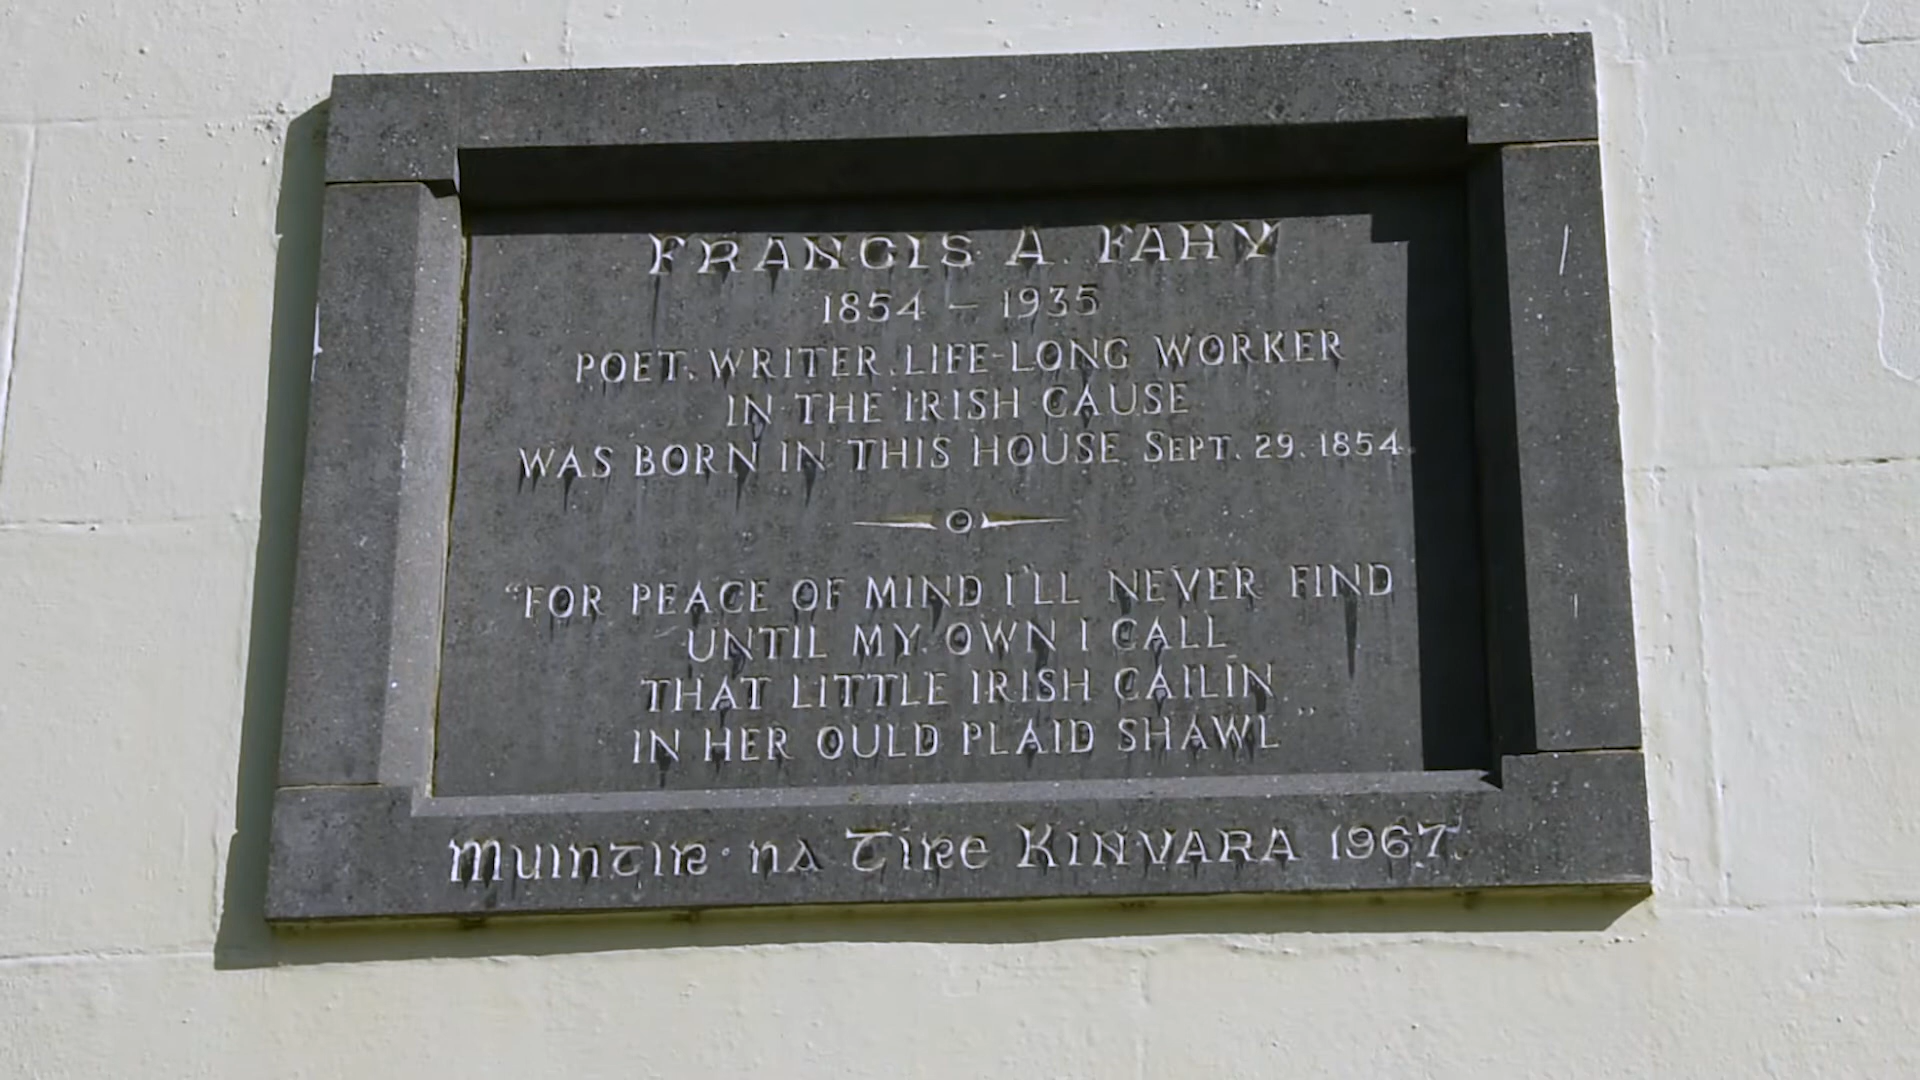 FRANCIS A. FAHY
1854 – 1935
POET, WRITER, LIFE-LONG WORKER
IN THE IRISH CAUSE
WAS BORN IN THIS HOUSE SEPT. 29. 1854.
"FOR PEACE OF MIND I'LL NEVER FIND
UNTIL MY OWN I CALL
THAT LITTLE IRISH CAILÍN
IN HER OULD PLAID SHAWL"
Muintir na Tíre KINVARA 1967.